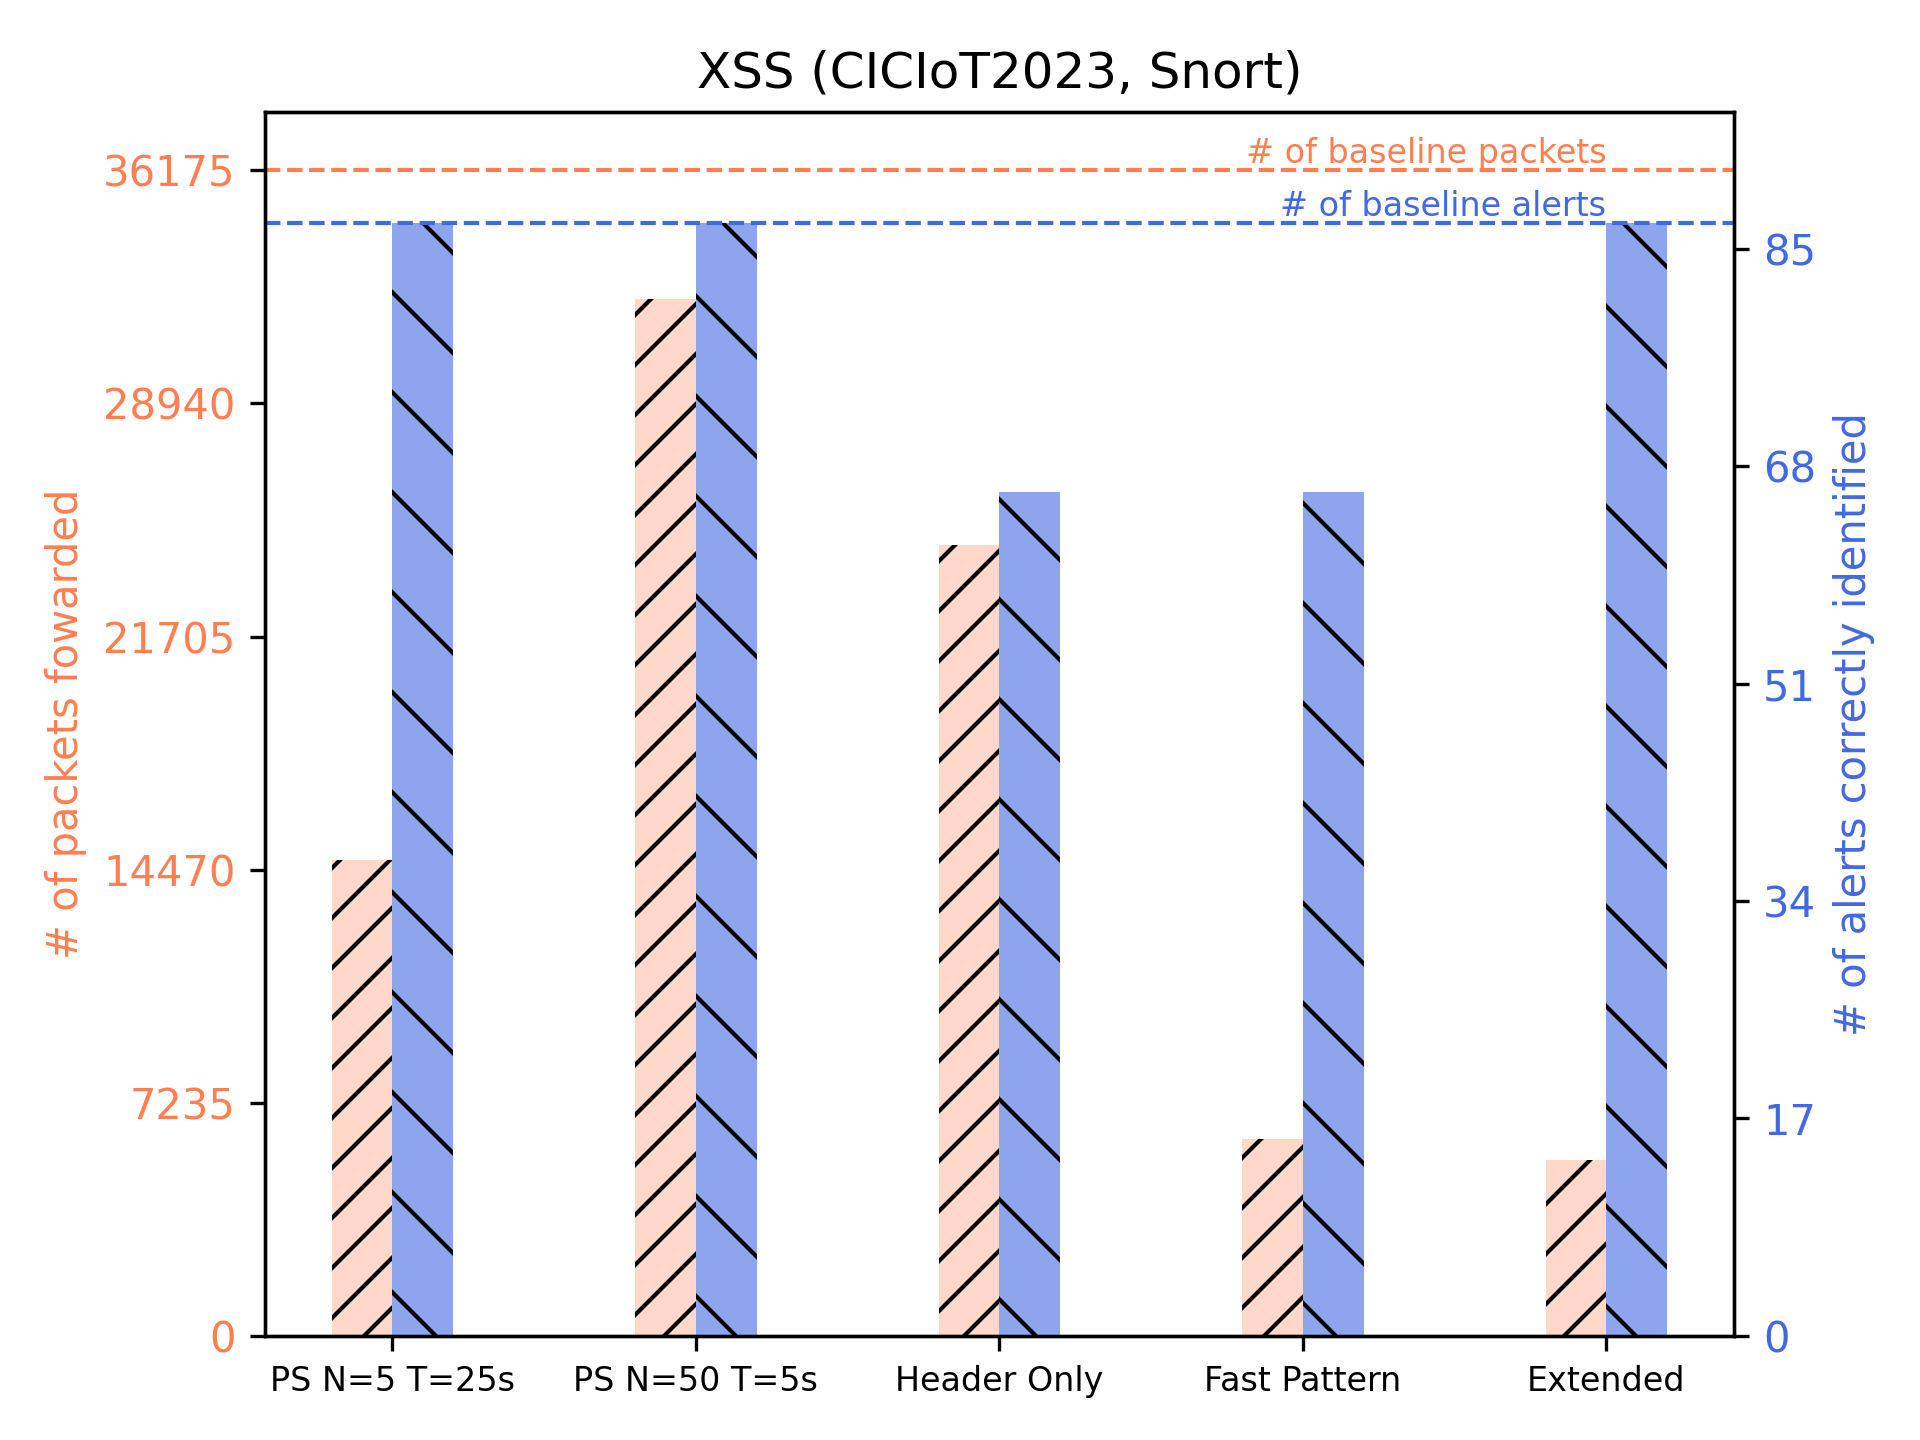 XSS (CICIoT2023, Snort)
# of baseline packets
# of baseline alerts
# of packets fowarded
36175
28940
21705
14470
7235
0
85
68
51
34
17
0
# of alerts correctly identified
PS N=5 T=25s
PS N=50 T=5s
Header Only
Fast Pattern
Extended